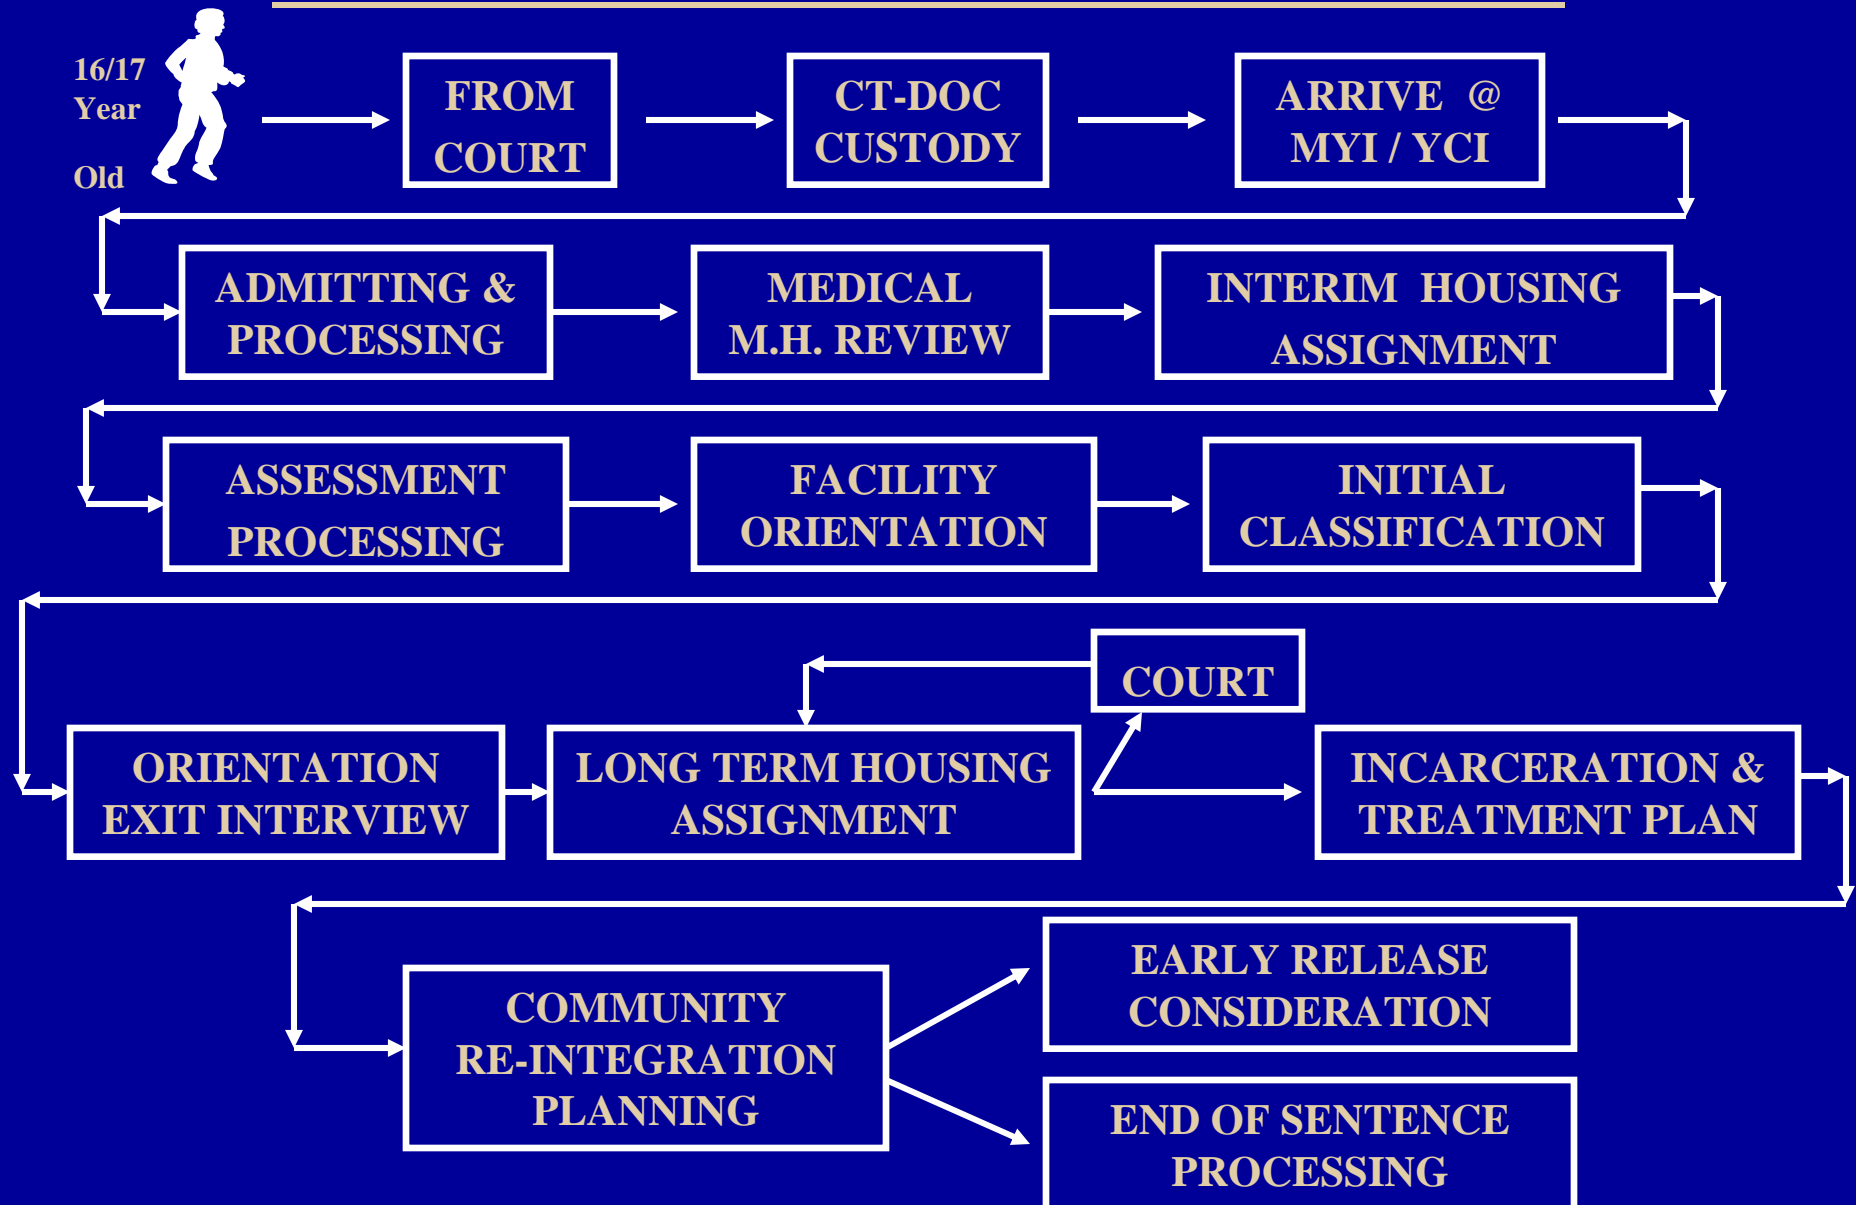 16/17
Year
Old
FROM
COURT
CT-DOC
CUSTODY
ARRIVE @
MYI / YCI
ADMITTING &
PROCESSING
MEDICAL
M.H. REVIEW
INTERIM HOUSING
ASSIGNMENT
ASSESSMENT
PROCESSING
FACILITY
ORIENTATION
INITIAL
CLASSIFICATION
COURT
ORIENTATION
EXIT INTERVIEW
LONG TERM HOUSING
ASSIGNMENT
INCARCERATION &
TREATMENT PLAN
COMMUNITY
RE-INTEGRATION
PLANNING
EARLY RELEASE
CONSIDERATION
END OF SENTENCE
PROCESSING